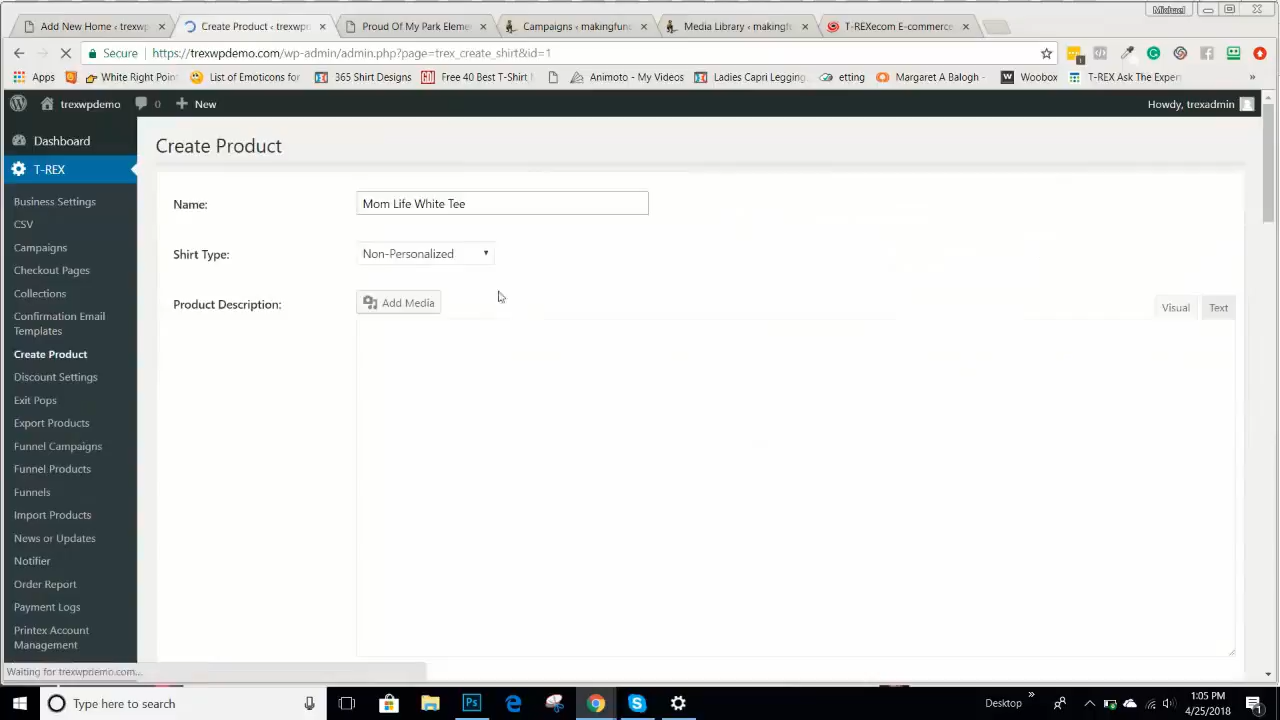 Add New Home - trexwp
Create Product - trexwp
Proud Of My Park Eleme
Campaigns - makingfun
Media Library - makingf
T-REXecom E-commerce
Michael
Secure https://trexwpdemo.com/wp-admin/admin.php?page=trex_create_shirt&id=1
Apps
White Right Poin
List of Emoticons for
365 Shirt Designs
Free 40 Best T-Shirt
Animoto - My Videos
Ladies Capri Legging
etting
Margaret A Balogh -
Woobox
T-REX Ask The Exper
trexwpdemo 0 New
Howdy, trexadmin
Dashboard
T-REX
Business Settings
CSV
Campaigns
Checkout Pages
Collections
Confirmation Email
Templates
Create Product
Discount Settings
Exit Pops
Export Products
Funnel Campaigns
Funnel Products
Funnels
Import Products
News or Updates
Notifier
Order Report
Payment Logs
Printex Account
Management
Create Product
Name: Mom Life White Tee
Shirt Type: Non-Personalized
Product Description: Add Media
Visual Text
Waiting for trexwpdemo.com...
Type here to search
Desktop
1:05 PM
4/25/2018